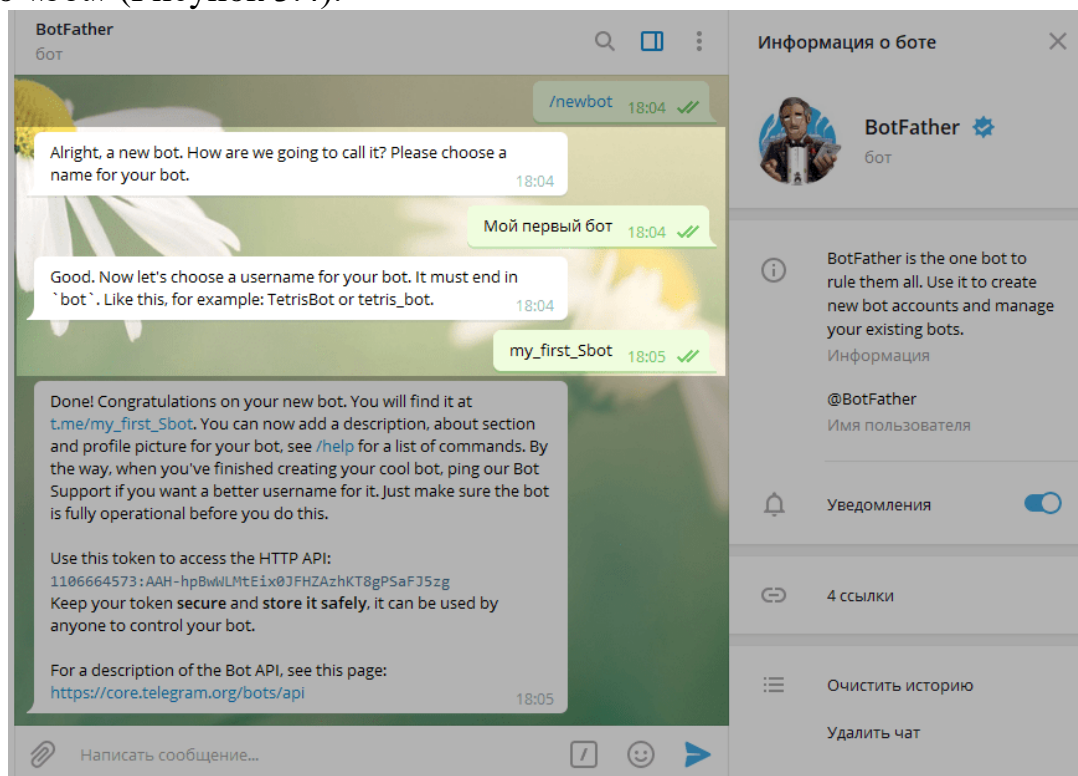 BotFather
бот
/newbot 18:04
Alright, a new bot. How are we going to call it? Please choose a
name for your bot.
18:04
Мой первый бот 18:04
Good. Now let's choose a username for your bot. It must end in
`bot`. Like this, for example: TetrisBot or tetris_bot.
18:04
my_first_Sbot 18:05
Done! Congratulations on your new bot. You will find it at
t.me/my_first_Sbot. You can now add a description, about section
and profile picture for your bot, see /help for a list of commands. By
the way, when you've finished creating your cool bot, ping our Bot
Support if you want a better username for it. Just make sure the bot
is fully operational before you do this.
Use this token to access the HTTP API:
1106664573:AAH-hpBwWLMtEix0JFHZAzhKT8gPSaFJ5zg
Keep your token secure and store it safely, it can be used by
anyone to control your bot.
For a description of the Bot API, see this page:
https://core.telegram.org/bots/api
18:05
Написать сообщение...
Информация о боте
BotFather
бот
BotFather is the one bot to
rule them all. Use it to create
new bot accounts and manage
your existing bots.
Информация
@BotFather
Имя пользователя
Уведомления
4 ссылки
Очистить историю
Удалить чат